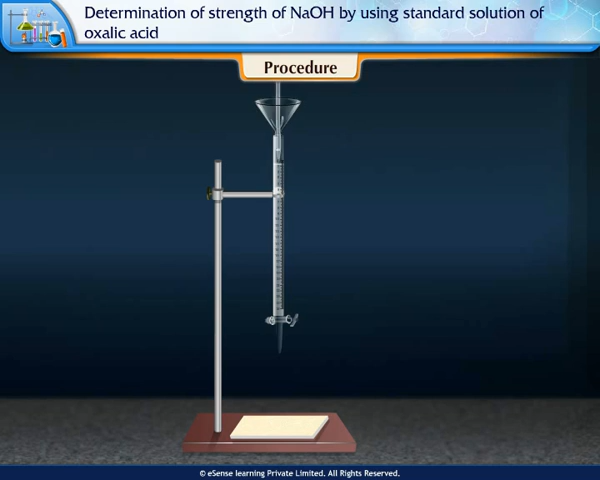 Determination of strength of NaOH by using standard solution of
oxalic acid
Procedure
© eSense learning Private Limited. All Rights Reserved.